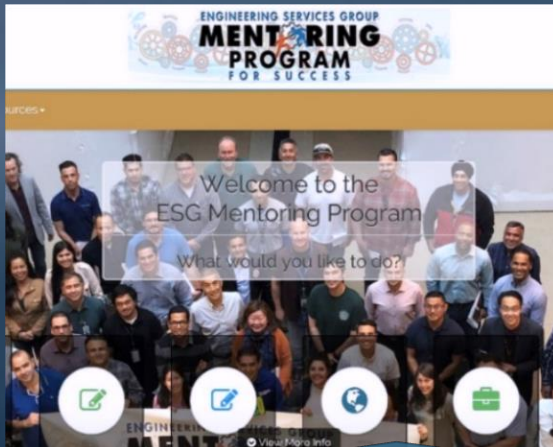 ENGINEERING SERVICES GROUP
MENTORING
PROGRAM
FOR SUCCESS
Welcome to the
ESG Mentoring Program
What would you like to do?
View More Info